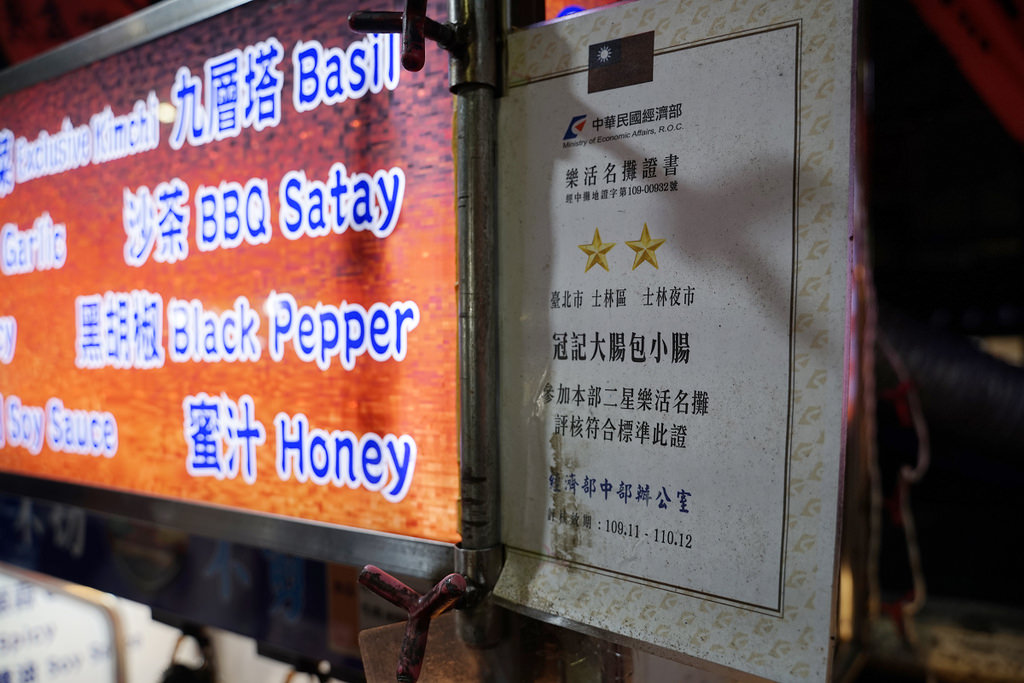 Exclusive Kimchi 九層塔 Basil
Garlic 沙茶 BBQ Satay
黑胡椒 Black Pepper
Soy Sauce 蜜汁 Honey
不切
Spicy
中華民國經濟部
Ministry of Economic Affairs, R.O.C.
樂活名攤證書
經中攤地證字第109-00932號
臺北市 士林區 士林夜市
冠記大腸包小腸
參加本部二星樂活名攤
評核符合標準此證
經濟部中部辦公室
評核效期：109.11 - 110.12